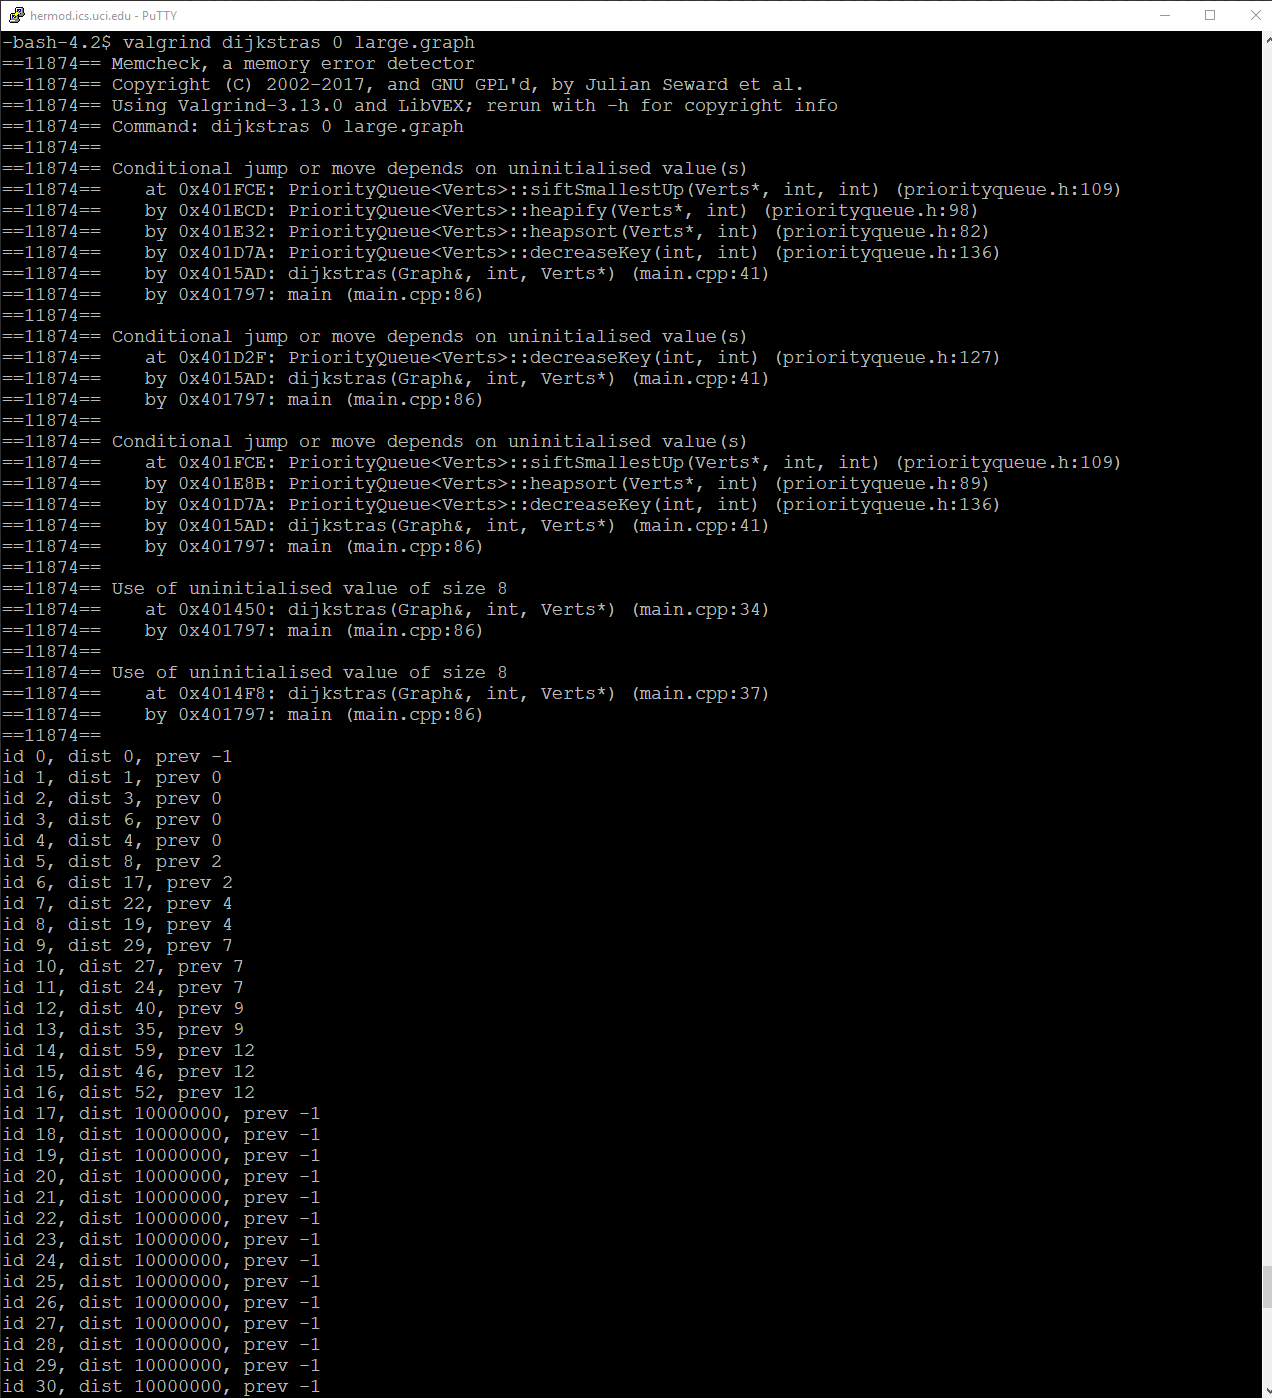 hermod.ics.uci.edu - PuTTY
-bash-4.2$ valgrind dijkstras 0 large.graph
==11874== Memcheck, a memory error detector
==11874== Copyright (C) 2002-2017, and GNU GPL'd, by Julian Seward et al.
==11874== Using Valgrind-3.13.0 and LibVEX; rerun with -h for copyright info
==11874== Command: dijkstras 0 large.graph
==11874==
==11874== Conditional jump or move depends on uninitialised value(s)
==11874==    at 0x401FCE: PriorityQueue<Verts>::siftSmallestUp(Verts*, int, int) (priorityqueue.h:109)
==11874==    by 0x401ECD: PriorityQueue<Verts>::heapify(Verts*, int) (priorityqueue.h:98)
==11874==    by 0x401E32: PriorityQueue<Verts>::heapsort(Verts*, int) (priorityqueue.h:82)
==11874==    by 0x401D7A: PriorityQueue<Verts>::decreaseKey(int, int) (priorityqueue.h:136)
==11874==    by 0x4015AD: dijkstras(Graph&, int, Verts*) (main.cpp:41)
==11874==    by 0x401797: main (main.cpp:86)
==11874==
==11874== Conditional jump or move depends on uninitialised value(s)
==11874==    at 0x401D2F: PriorityQueue<Verts>::decreaseKey(int, int) (priorityqueue.h:127)
==11874==    by 0x4015AD: dijkstras(Graph&, int, Verts*) (main.cpp:41)
==11874==    by 0x401797: main (main.cpp:86)
==11874==
==11874== Conditional jump or move depends on uninitialised value(s)
==11874==    at 0x401FCE: PriorityQueue<Verts>::siftSmallestUp(Verts*, int, int) (priorityqueue.h:109)
==11874==    by 0x401E8B: PriorityQueue<Verts>::heapsort(Verts*, int) (priorityqueue.h:89)
==11874==    by 0x401D7A: PriorityQueue<Verts>::decreaseKey(int, int) (priorityqueue.h:136)
==11874==    by 0x4015AD: dijkstras(Graph&, int, Verts*) (main.cpp:41)
==11874==    by 0x401797: main (main.cpp:86)
==11874==
==11874== Use of uninitialised value of size 8
==11874==    at 0x401450: dijkstras(Graph&, int, Verts*) (main.cpp:34)
==11874==    by 0x401797: main (main.cpp:86)
==11874==
==11874== Use of uninitialised value of size 8
==11874==    at 0x4014F8: dijkstras(Graph&, int, Verts*) (main.cpp:37)
==11874==    by 0x401797: main (main.cpp:86)
==11874==
id 0, dist 0, prev -1
id 1, dist 1, prev 0
id 2, dist 3, prev 0
id 3, dist 6, prev 0
id 4, dist 4, prev 0
id 5, dist 8, prev 2
id 6, dist 17, prev 2
id 7, dist 22, prev 4
id 8, dist 19, prev 4
id 9, dist 29, prev 7
id 10, dist 27, prev 7
id 11, dist 24, prev 7
id 12, dist 40, prev 9
id 13, dist 35, prev 9
id 14, dist 59, prev 12
id 15, dist 46, prev 12
id 16, dist 52, prev 12
id 17, dist 10000000, prev -1
id 18, dist 10000000, prev -1
id 19, dist 10000000, prev -1
id 20, dist 10000000, prev -1
id 21, dist 10000000, prev -1
id 22, dist 10000000, prev -1
id 23, dist 10000000, prev -1
id 24, dist 10000000, prev -1
id 25, dist 10000000, prev -1
id 26, dist 10000000, prev -1
id 27, dist 10000000, prev -1
id 28, dist 10000000, prev -1
id 29, dist 10000000, prev -1
id 30, dist 10000000, prev -1